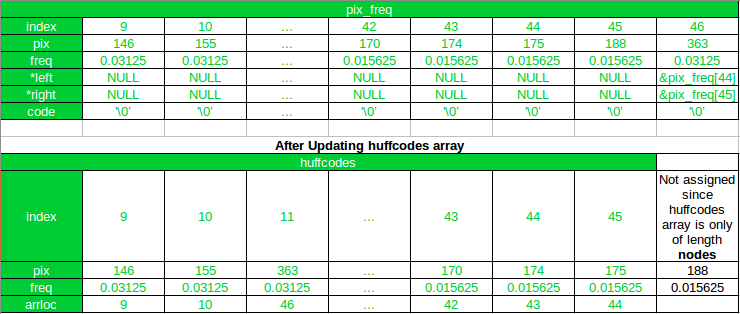 pix_freq
index 9 10 ... 42 43 44 45 46
pix 146 155 ... 170 174 175 188 363
freq 0.03125 0.03125 ... 0.015625 0.015625 0.015625 0.015625 0.03125
*left NULL NULL ... NULL NULL NULL NULL &pix_freq[44]
*right NULL NULL ... NULL NULL NULL NULL &pix_freq[45]
code '\0' '\0' ... '\0' '\0' '\0' '\0' '\0'
After Updating huffcodes array
huffcodes
index 9 10 11 ... 43 44 45
Not assigned
since
huffcodes
array is only
of length
nodes
pix 146 155 363 ... 170 174 175 188
freq 0.03125 0.03125 0.03125 ... 0.015625 0.015625 0.015625 0.015625
arrloc 9 10 46 ... 42 43 44